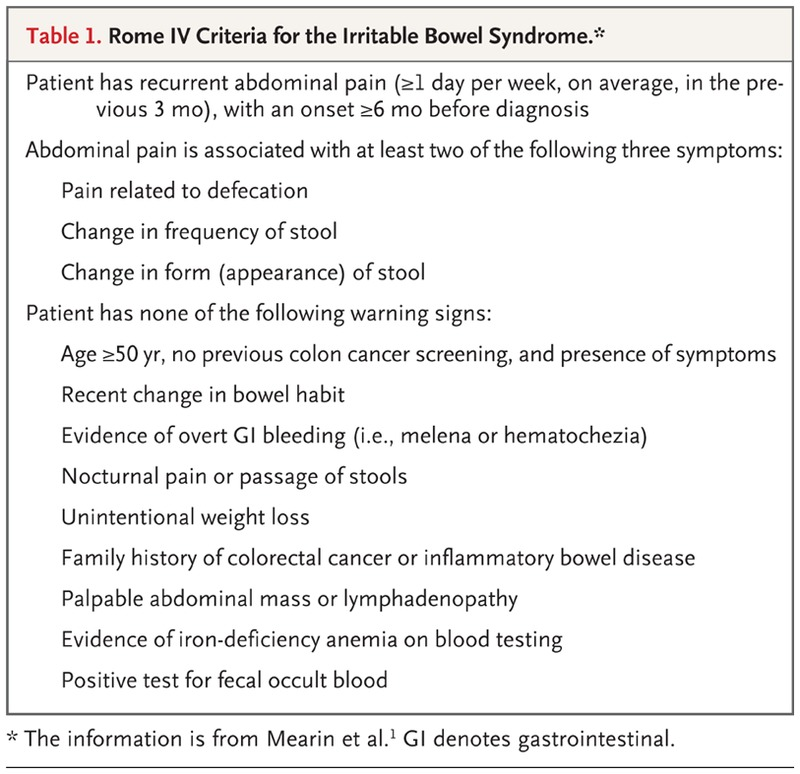 Table 1. Rome IV Criteria for the Irritable Bowel Syndrome.*
Patient has recurrent abdominal pain (≥1 day per week, on average, in the pre-
vious 3 mo), with an onset ≥6 mo before diagnosis
Abdominal pain is associated with at least two of the following three symptoms:
Pain related to defecation
Change in frequency of stool
Change in form (appearance) of stool
Patient has none of the following warning signs:
Age ≥50 yr, no previous colon cancer screening, and presence of symptoms
Recent change in bowel habit
Evidence of overt GI bleeding (i.e., melena or hematochezia)
Nocturnal pain or passage of stools
Unintentional weight loss
Family history of colorectal cancer or inflammatory bowel disease
Palpable abdominal mass or lymphadenopathy
Evidence of iron-deficiency anemia on blood testing
Positive test for fecal occult blood
* The information is from Mearin et al.¹ GI denotes gastrointestinal.